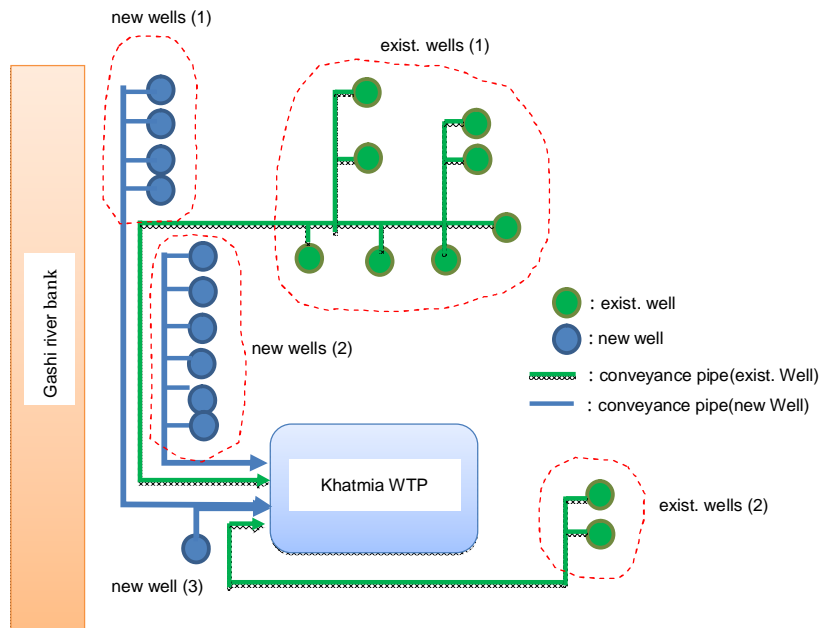 new wells (1)
exist. wells (1)
Gashi river bank
new wells (2)
: exist. well
: new well
: conveyance pipe(exist. Well)
: conveyance pipe(new Well)
Khatmia WTP
exist. wells (2)
new well (3)